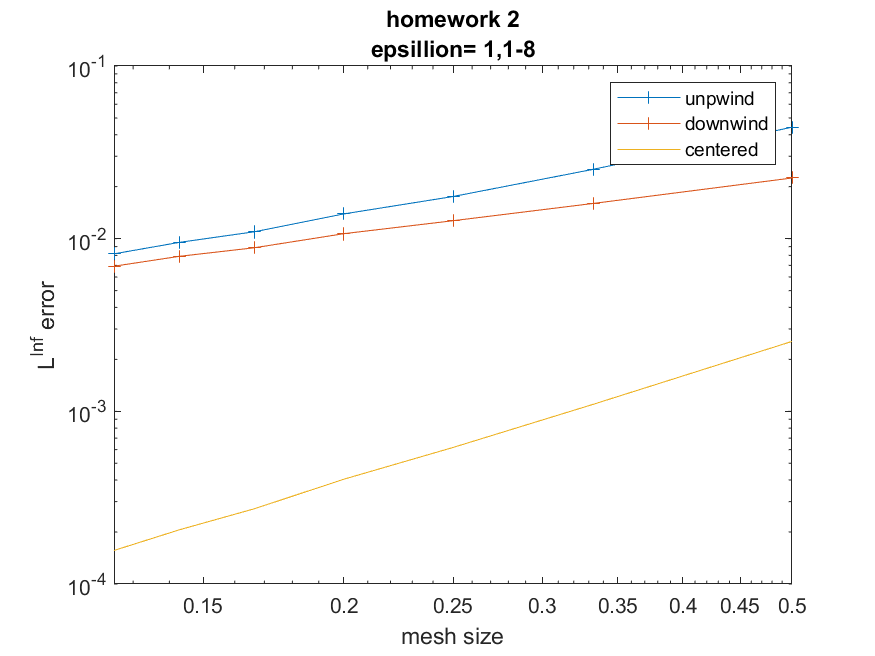 homework 2
epsillion= 1,1-8
unpwind
downwind
centered
10^-1
10^-2
10^-3
10^-4
L^Inf error
0.15
0.2
0.25
0.3
0.35
0.4
0.45
0.5
mesh size